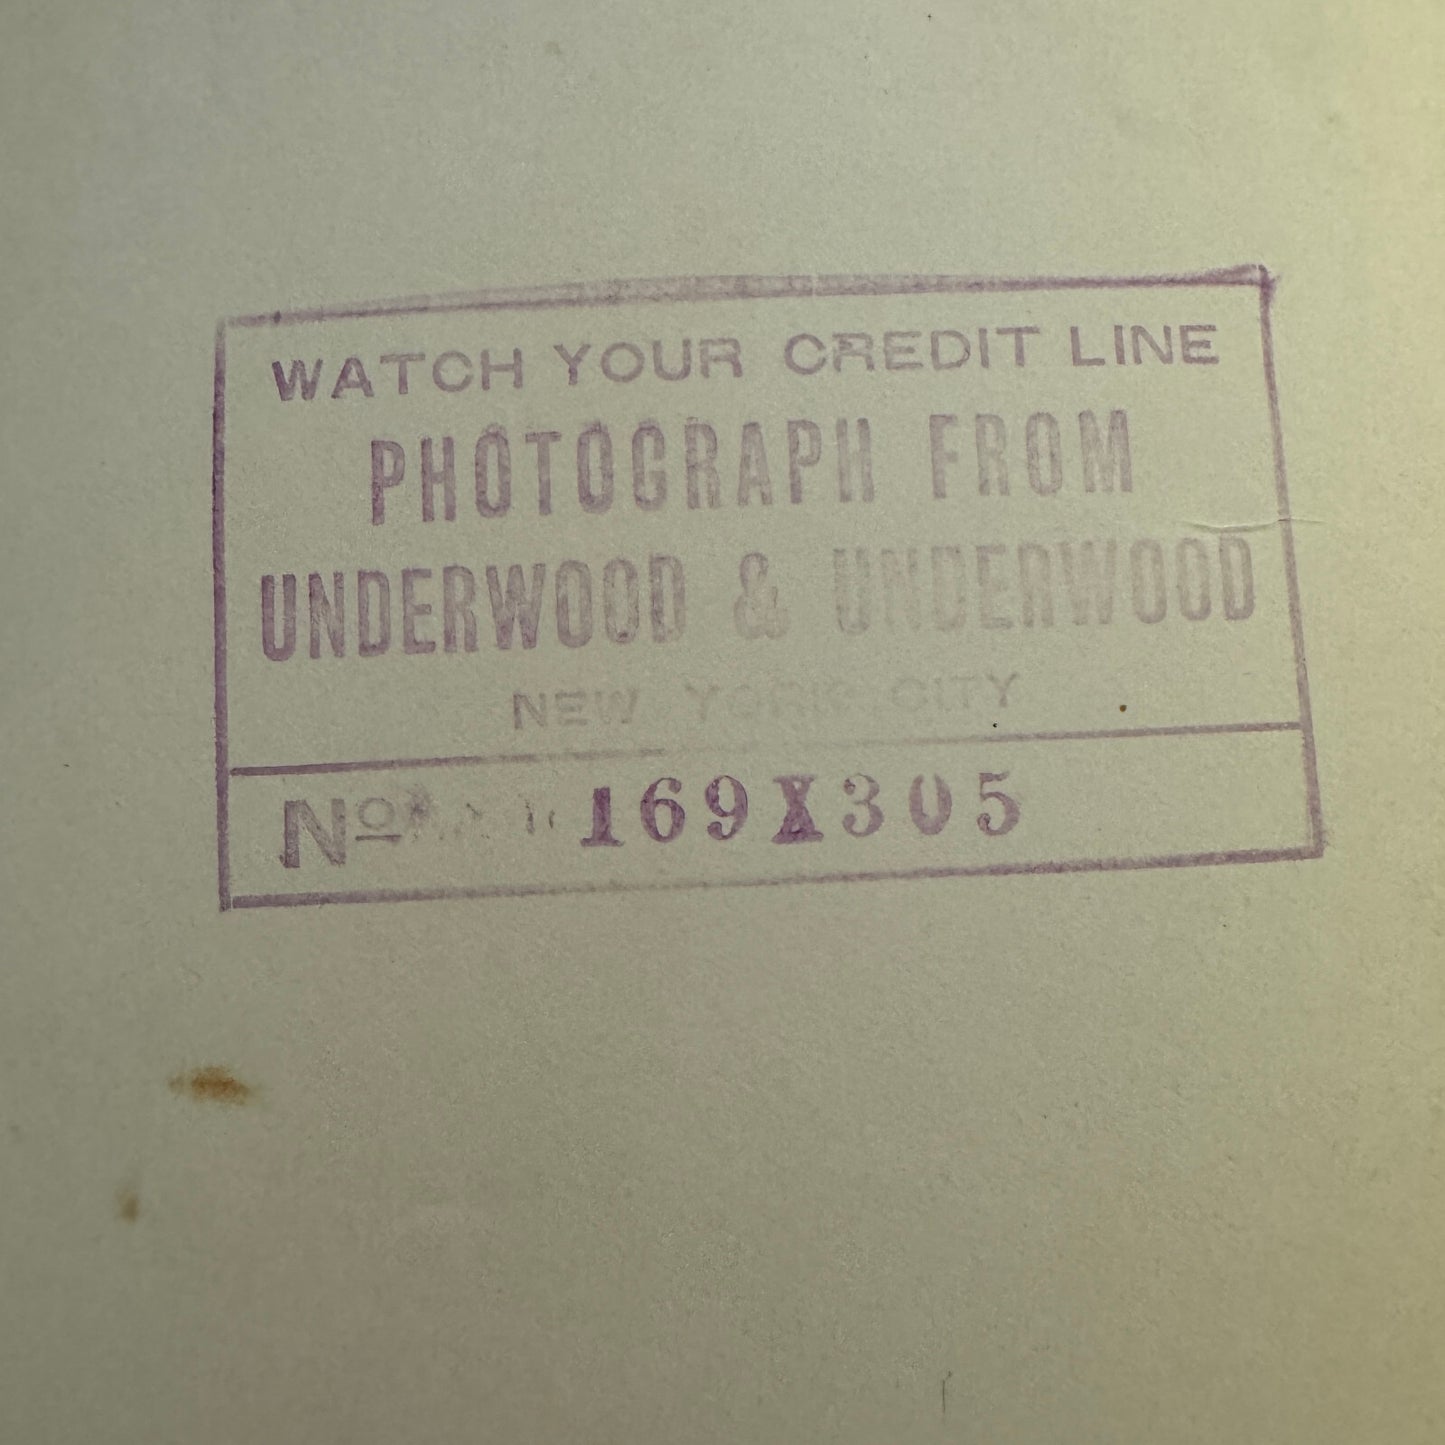 WATCH YOUR CREDIT LINE
PHOTOGRAPH FROM
UNDERWOOD & UNDERWOOD
NEW YORK CITY
Nº 169X305